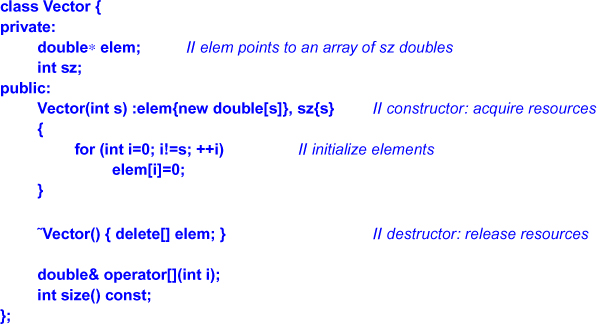 class Vector {
private:
double∗ elem; // elem points to an array of sz doubles
int sz;
public:
Vector(int s) :elem{new double[s]}, sz{s} // constructor: acquire resources
{
for (int i=0; i!=s; ++i) // initialize elements
elem[i]=0;
}
~Vector() { delete[] elem; } // destructor: release resources
double& operator[](int i);
int size() const;
};